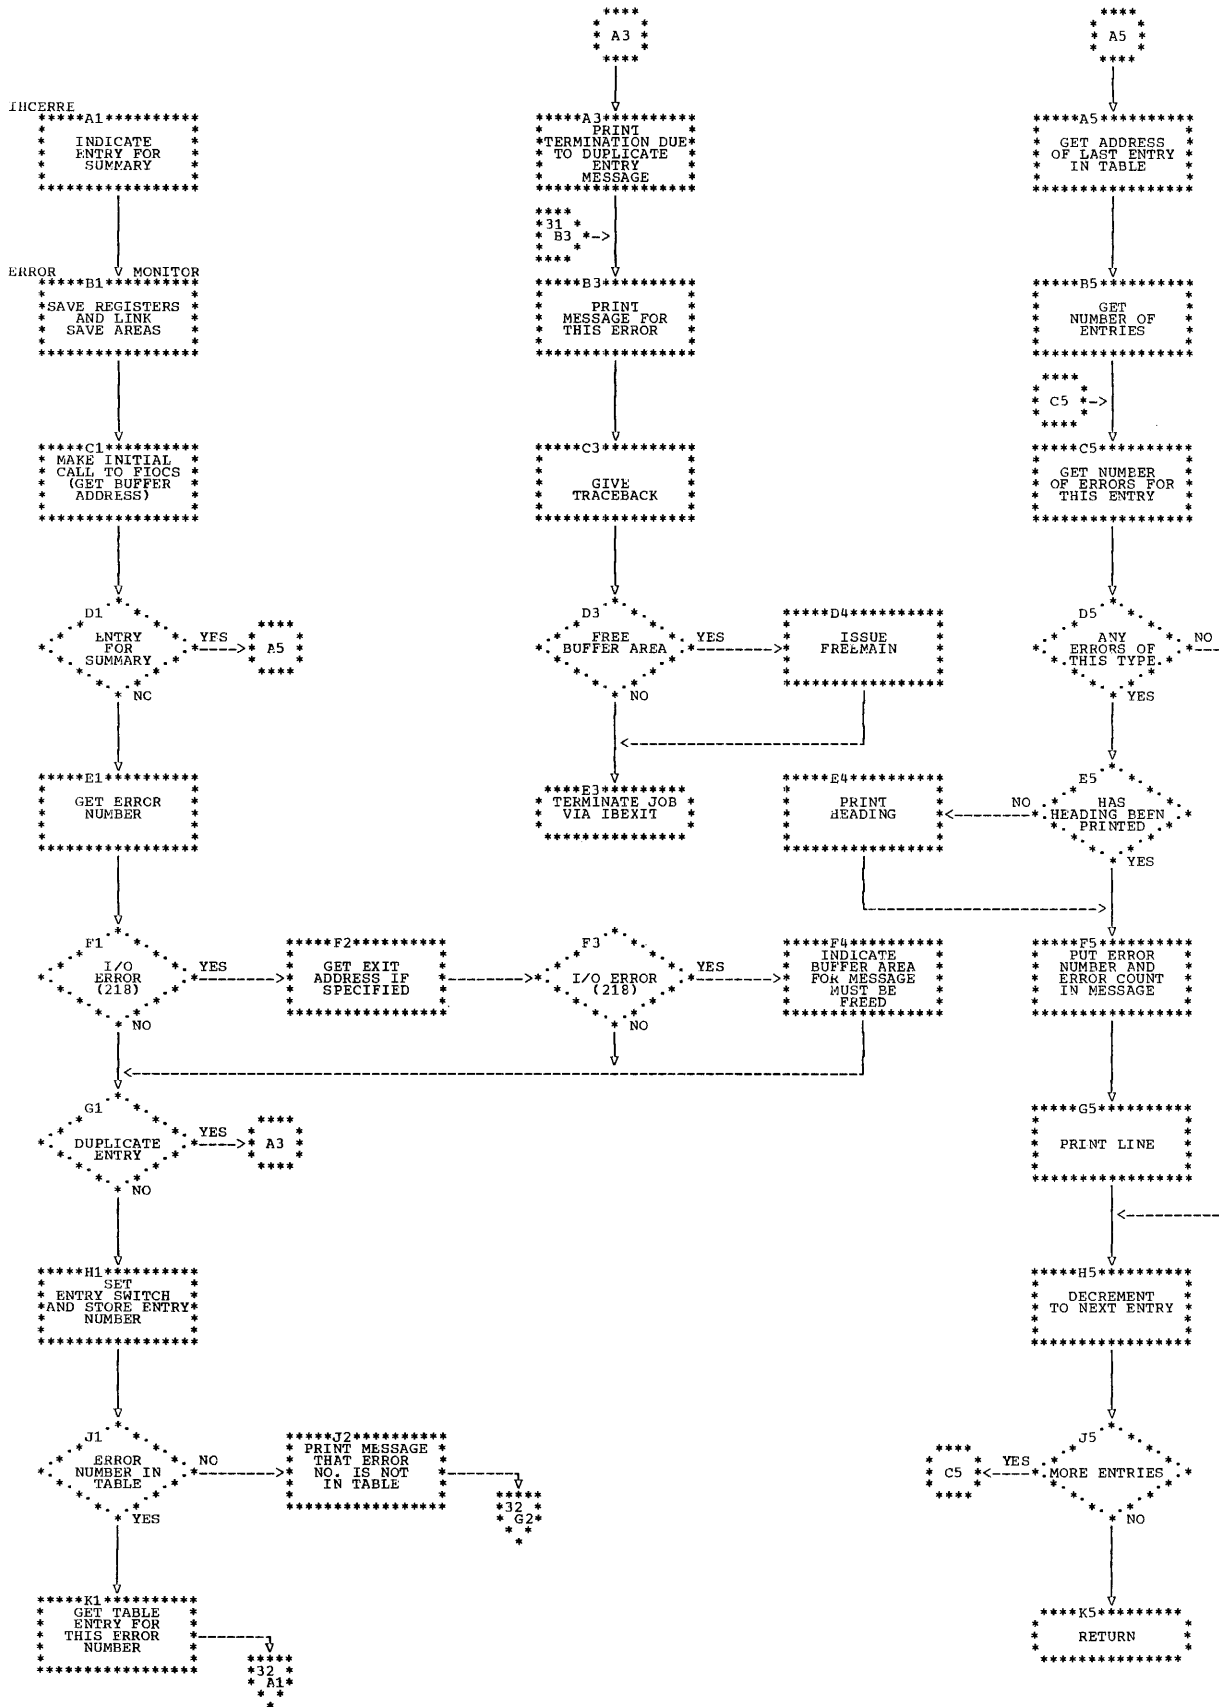 A3
A5
IHCERRE
A1
INDICATE
ENTRY FOR
SUMMARY
A3
PRINT
TERMINATION DUE
TO DUPLICATE
ENTRY
MESSAGE
A5
GET ADDRESS
OF LAST ENTRY
IN TABLE
31
B3
ERROR MONITOR
B1
SAVE REGISTERS
AND LINK
SAVE AREAS
B3
PRINT
MESSAGE FOR
THIS ERROR
B5
GET
NUMBER OF
ENTRIES
C5
C1
MAKE INITIAL
CALL TO FIOCS
(GET BUFFER
ADDRESS)
C3
GIVE
TRACEBACK
C5
GET NUMBER
OF ERRORS FOR
THIS ENTRY
D1
ENTRY
FOR
SUMMARY
YES
A5
NO
D3
FREE
BUFFER AREA
YES
NO
D4
ISSUE
FREEMAIN
D5
ANY
ERRORS OF
THIS TYPE
NO
YES
E1
GET ERROR
NUMBER
E3
TERMINATE JOB
VIA IBEXIT
E4
PRINT
HEADING
NO
E5
HAS
HEADING BEEN
PRINTED
YES
F1
I/O
ERROR
(218)
YES
NO
F2
GET EXIT
ADDRESS IF
SPECIFIED
F3
I/O ERROR
(218)
YES
NO
F4
INDICATE
BUFFER AREA
FOR MESSAGE
MUST BE
FREED
F5
PUT ERROR
NUMBER AND
ERROR COUNT
IN MESSAGE
G1
DUPLICATE
ENTRY
YES
A3
NO
G5
PRINT LINE
H1
SET
ENTRY SWITCH
AND STORE ENTRY
NUMBER
H5
DECREMENT
TO NEXT ENTRY
J1
ERROR
NUMBER IN
TABLE
NO
YES
J2
PRINT MESSAGE
THAT ERROR
NO. IS NOT
IN TABLE
32
G2
C5
YES
J5
MORE ENTRIES
NO
K1
GET TABLE
ENTRY FOR
THIS ERROR
NUMBER
32
A1
K5
RETURN